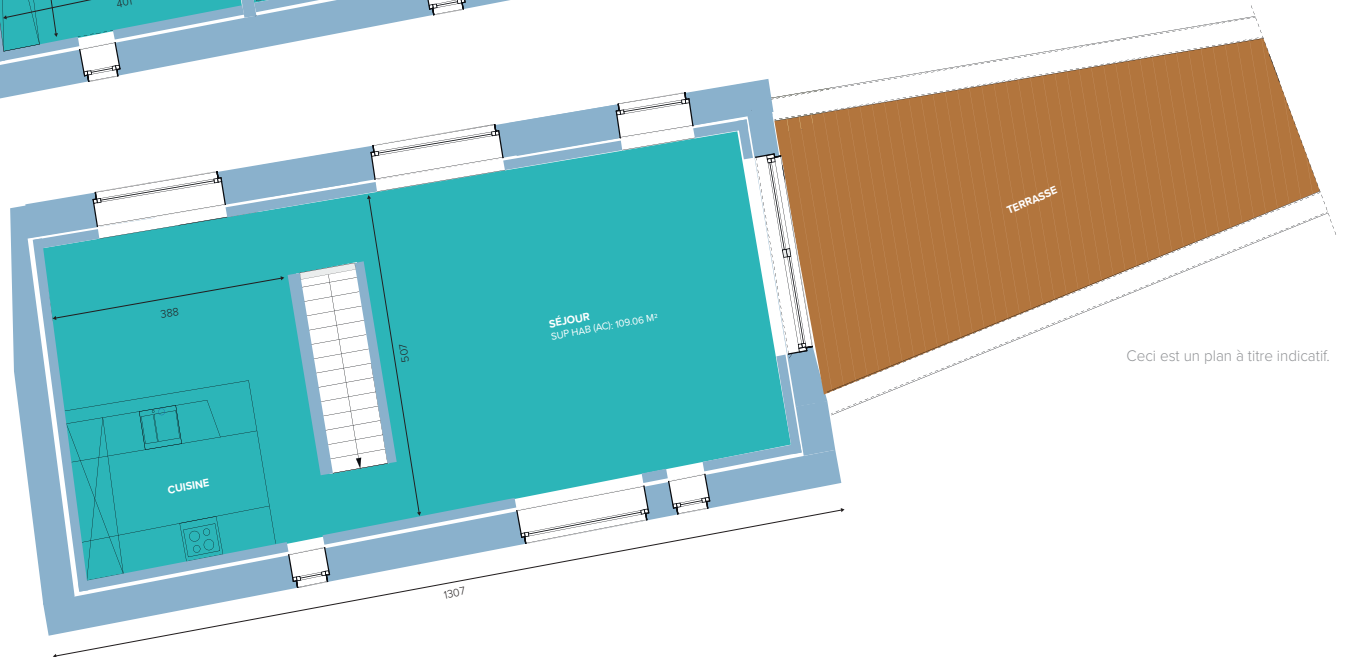 401
TERRASSE
388
SÉJOUR
SUP HAB (AC): 109.06 M²
507
Ceci est un plan à titre indicatif.
CUISINE
1307